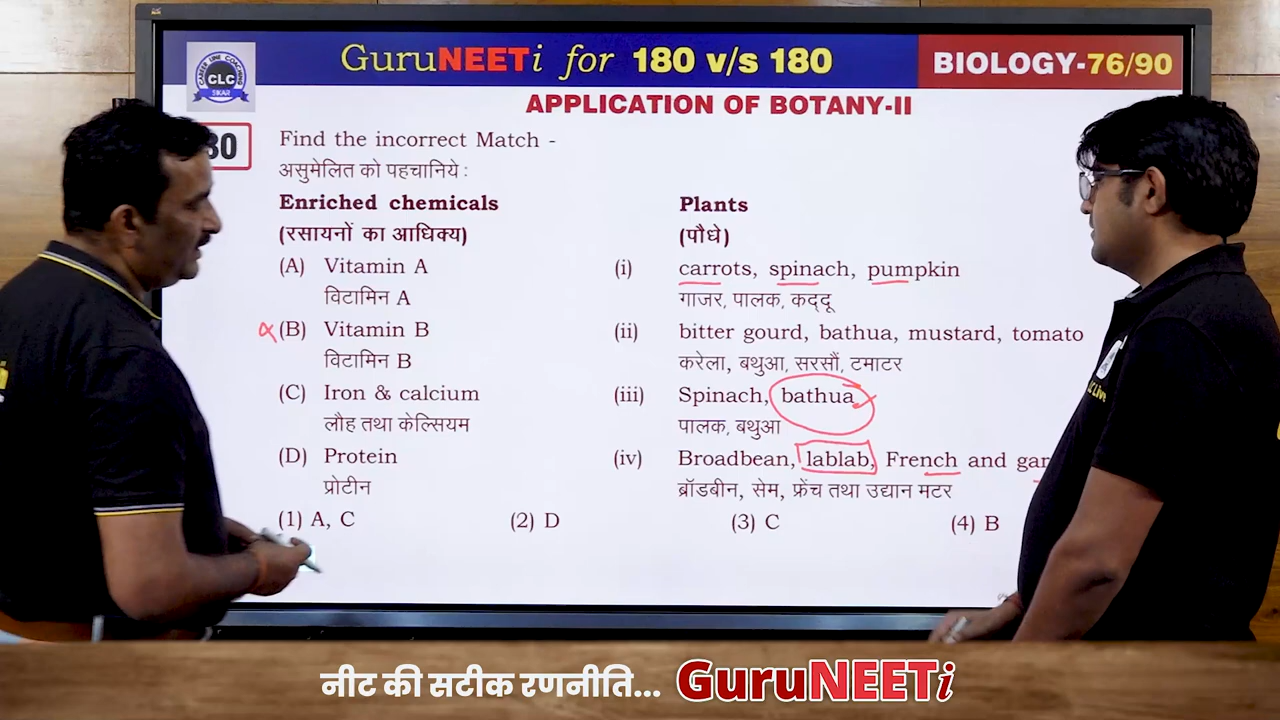 GuruNEETi for 180 v/s 180 BIOLOGY-76/90
CAREER LINE COACHING CLC SIKAR
APPLICATION OF BOTANY-II
Find the incorrect Match -
असुमेलित को पहचानिये :
Enriched chemicals Plants
(रसायनों का आधिक्य) (पौधे)
(A) Vitamin A (i) carrots, spinach, pumpkin
विटामिन A गाजर, पालक, कद्दू
(B) Vitamin B (ii) bitter gourd, bathua, mustard, tomato
विटामिन B करेला, बथुआ, सरसौं, टमाटर
(C) Iron & calcium (iii) Spinach, bathua
लौह तथा केल्सियम पालक, बथुआ
(D) Protein (iv) Broadbean, lablab, French and
प्रोटीन ब्रॉडबीन, सेम, फ्रेंच तथा उद्यान मटर
(1) A, C (2) D (3) C (4) B
नीट की सटीक रणनीति... GuruNEETi